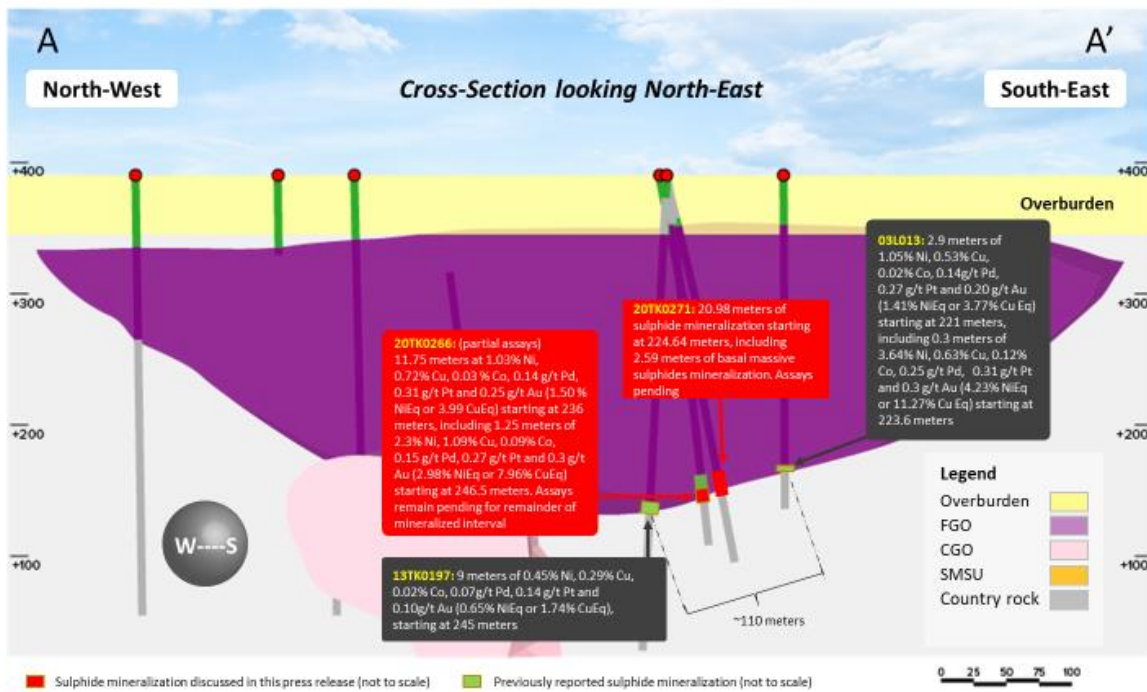 A
A'
North-West
Cross-Section looking North-East
South-East
+400
+400
Overburden
03L013: 2.9 meters of
1.05% Ni, 0.53% Cu,
0.02% Co, 0.14g/t Pd,
0.27 g/t Pt and 0.20 g/t Au
(1.41% NiEq or 3.77% Cu Eq)
starting at 221 meters,
including 0.3 meters of
3.64% Ni, 0.63% Cu, 0.12%
Co, 0.25 g/t Pd, 0.31 g/t Pt
and 0.3 g/t Au (4.23% NiEq
or 11.27% Cu Eq) starting at
223.6 meters
+300
+300
20TK0271: 20.98 meters of
sulphide mineralization starting
at 224.64 meters, including
2.59 meters of basal massive
sulphides mineralization. Assays
pending
20TK0266: (partial assays)
11.75 meters at 1.03% Ni,
0.72% Cu, 0.03 % Co, 0.14 g/t Pd,
0.31 g/t Pt and 0.25 g/t Au (1.50 %
NiEq or 3.99 CuEq) starting at 236
meters, including 1.25 meters of
2.3% Ni, 1.09% Cu, 0.09% Co,
0.15 g/t Pd, 0.27 g/t Pt and 0.3 g/t
Au (2.98% NiEq or 7.96% CuEq)
starting at 246.5 meters. Assays
remain pending for remainder of
mineralized interval
+200
+200
Legend
Overburden
FGO
CGO
SMSU
Country rock
W----S
+100
+100
13TK0197: 9 meters of 0.45% Ni, 0.29% Cu,
0.02% Co, 0.07g/t Pd, 0.14 g/t Pt and
0.10g/t Au (0.65% NiEq or 1.74% CuEq),
starting at 245 meters
~110 meters
0 25 50 75 100
Sulphide mineralization discussed in this press release (not to scale)
Previously reported sulphide mineralization (not to scale)